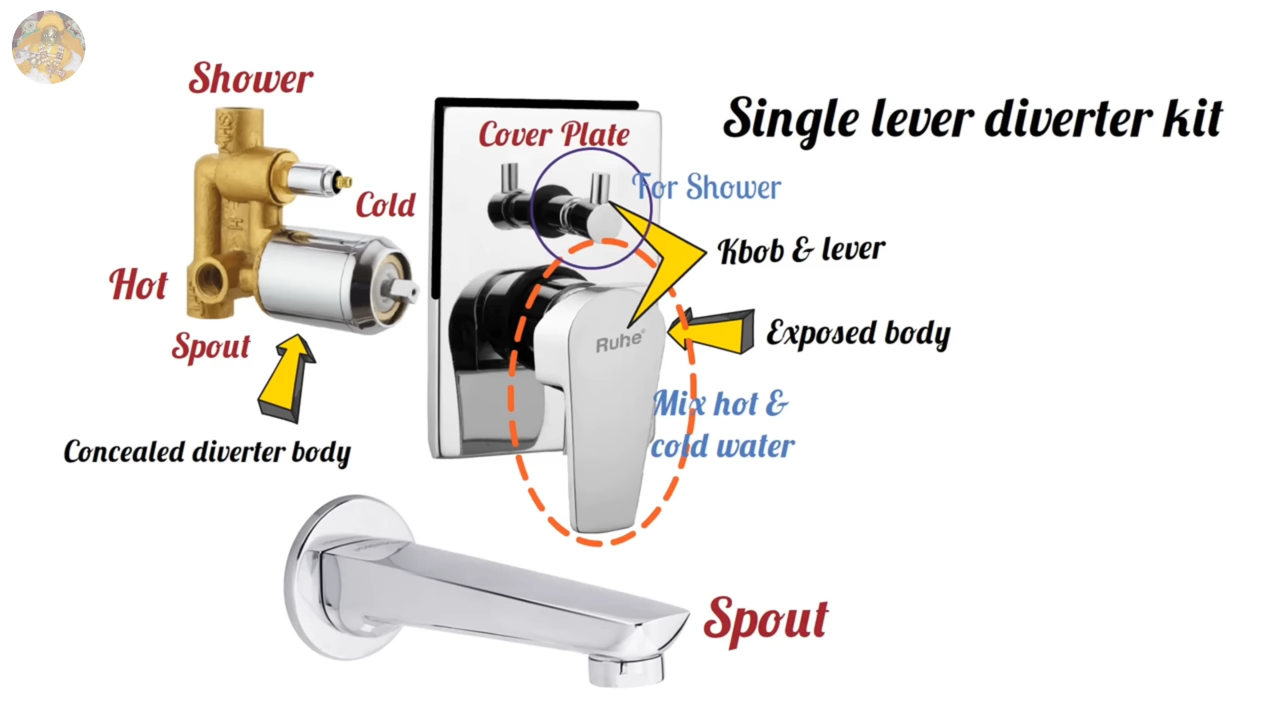 Single lever diverter kit
Shower
SHW
Cold
H
Hot
Spout
Concealed diverter body
Cover Plate
For Shower
Kbob & lever
Exposed body
Ruhe®
Mix hot &
cold water
Spout